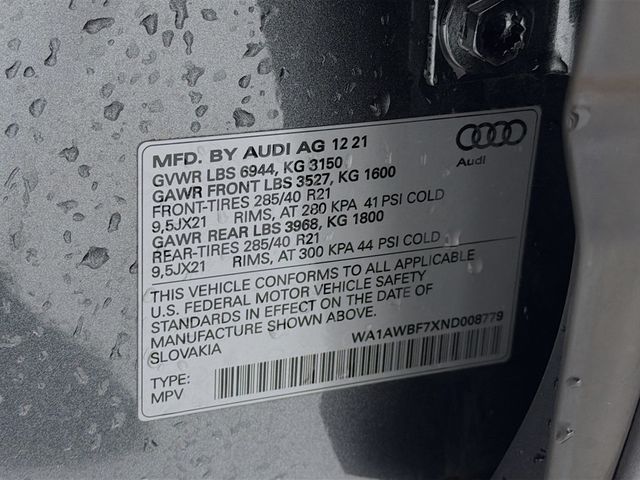 MFD. BY AUDI AG 12 21
Audi
GVWR LBS 6944, KG 3150
GAWR FRONT LBS 3527, KG 1600
FRONT-TIRES 285/40 R21
9,5JX21 RIMS, AT 280 KPA 41 PSI COLD
GAWR REAR LBS 3968, KG 1800
REAR-TIRES 285/40 R21
9,5JX21 RIMS, AT 300 KPA 44 PSI COLD
THIS VEHICLE CONFORMS TO ALL APPLICABLE
U.S. FEDERAL MOTOR VEHICLE SAFETY
STANDARDS IN EFFECT ON THE DATE OF
MANUFACTURE SHOWN ABOVE.
SLOVAKIA WA1AWBF7XND008779
TYPE:
MPV